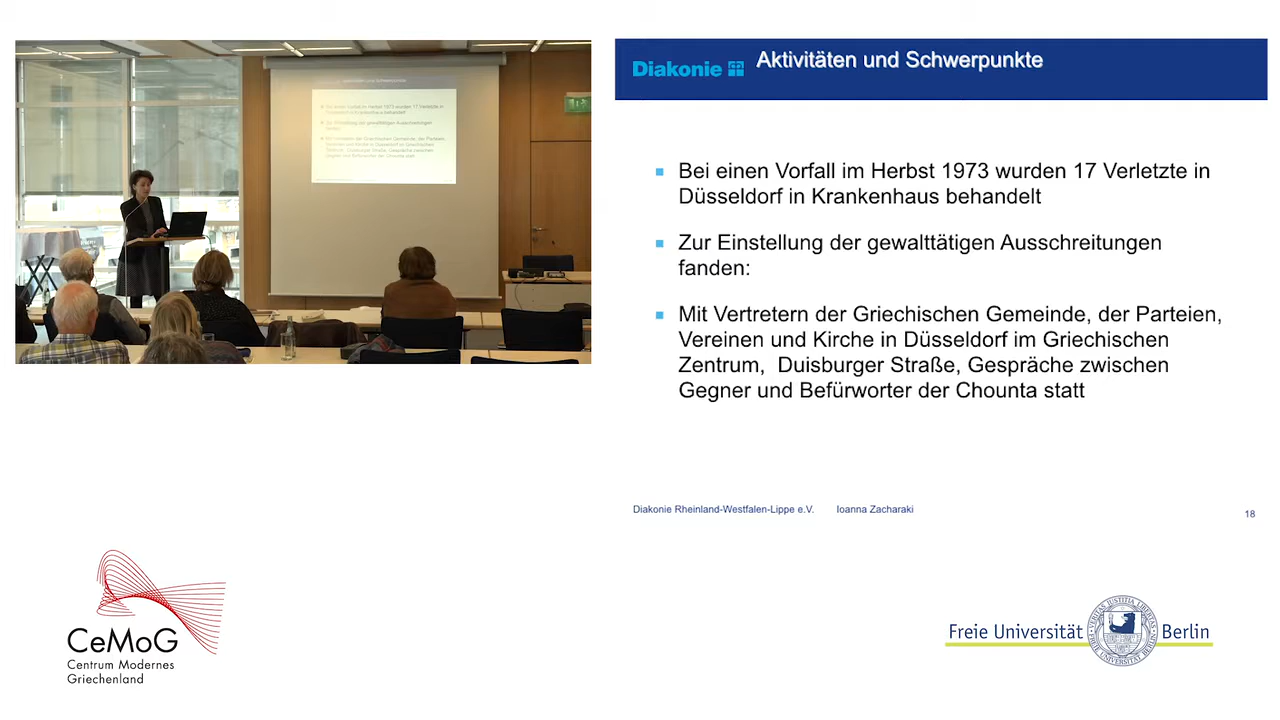 Diakonie
Aktivitäten und Schwerpunkte
Bei einen Vorfall im Herbst 1973 wurden 17 Verletzte in
Düsseldorf in Krankenhaus behandelt
Zur Einstellung der gewalttätigen Ausschreitungen
fanden:
Mit Vertretern der Griechischen Gemeinde, der Parteien,
Vereinen und Kirche in Düsseldorf im Griechischen
Zentrum, Duisburger Straße, Gespräche zwischen
Gegner und Befürworter der Chounta statt
Diakonie Rheinland-Westfalen-Lippe e.V. Ioanna Zacharaki
18
CeMoG
Centrum Modernes
Griechenland
Freie Universität Berlin